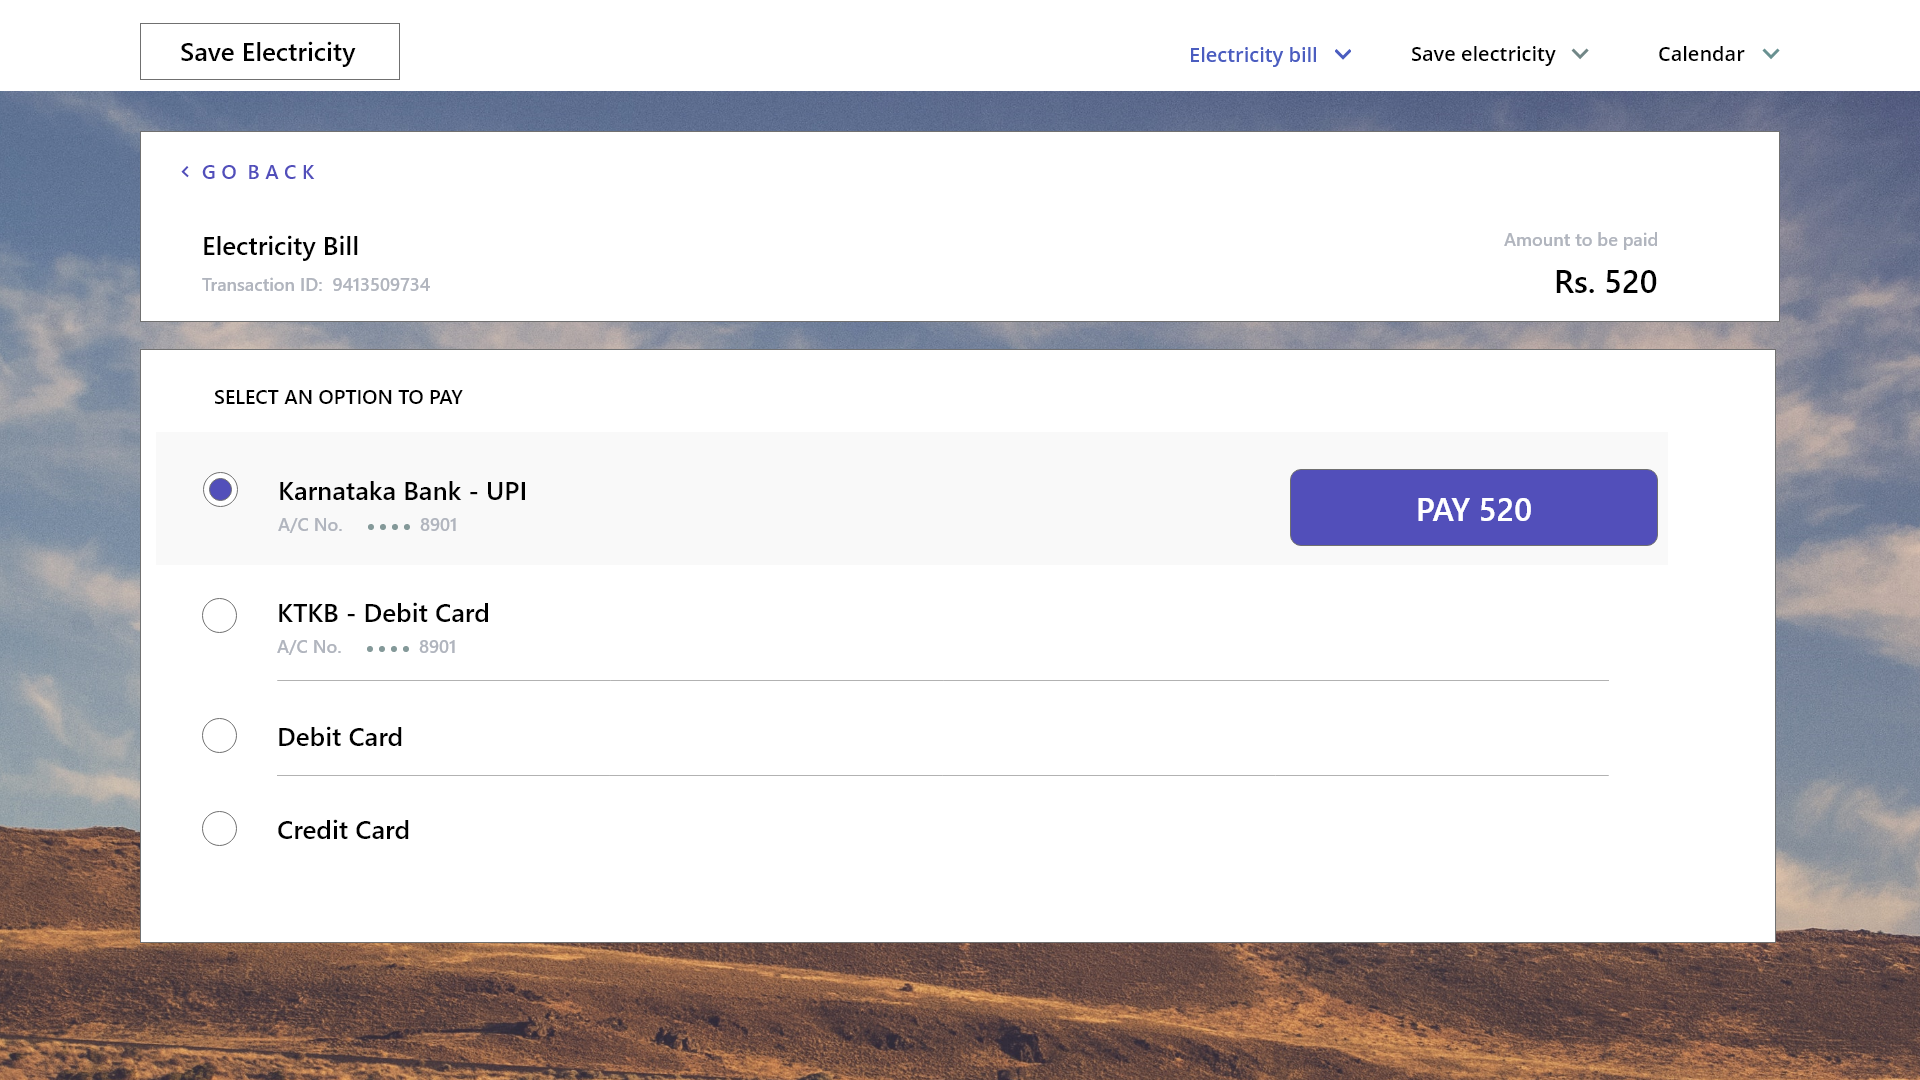 Save Electricity
Electricity bill
Save electricity
Calendar
GO BACK
Electricity Bill
Transaction ID: 9413509734
Amount to be paid
Rs. 520
SELECT AN OPTION TO PAY
Karnataka Bank - UPI
A/C No. •••• 8901
PAY 520
KTKB - Debit Card
A/C No. •••• 8901
Debit Card
Credit Card